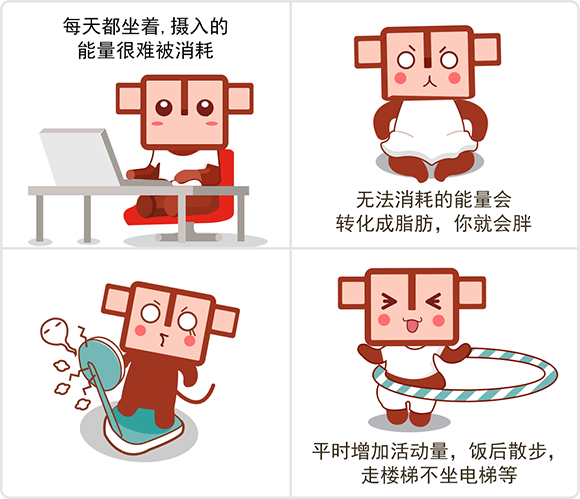 每天都坐着,摄入的
能量很难被消耗
无法消耗的能量会
转化成脂肪，你就会胖
平时增加活动量，饭后散步，
走楼梯不坐电梯等